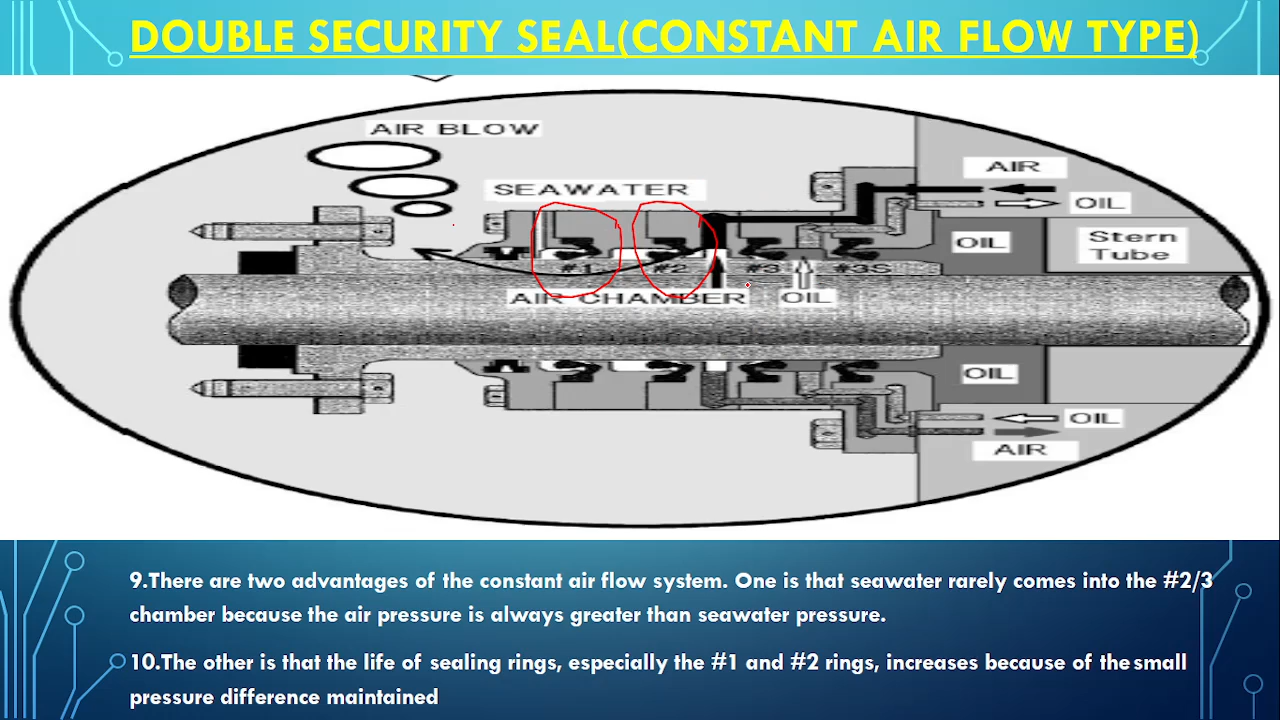 DOUBLE SECURITY SEAL(CONSTANT AIR FLOW TYPE)
AIR BLOW
SEAWATER
AIR
OIL
OIL
Stern
Tube
#1 #2 #3 #3S
AIR CHAMBER OIL
OIL
OIL
AIR
9.There are two advantages of the constant air flow system. One is that seawater rarely comes into the #2/3
chamber because the air pressure is always greater than seawater pressure.
10.The other is that the life of sealing rings, especially the #1 and #2 rings, increases because of the small
pressure difference maintained